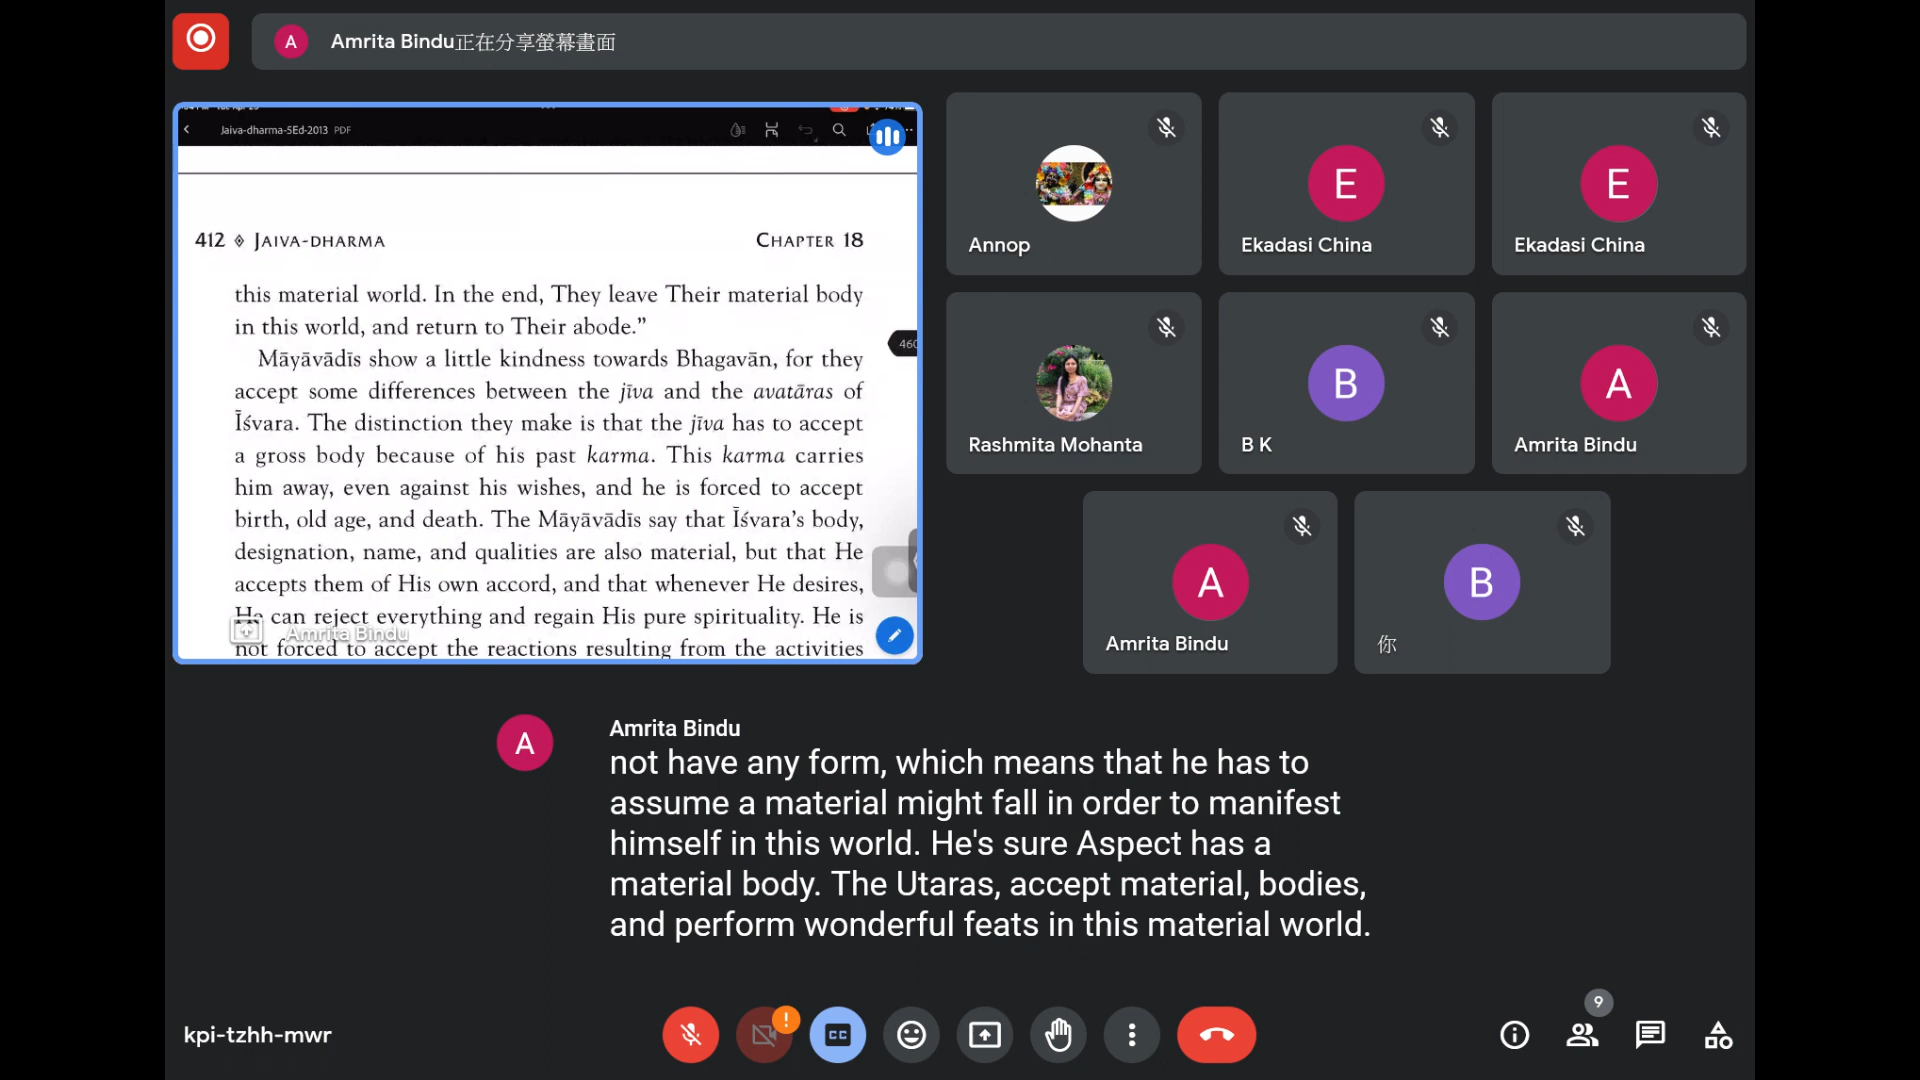 A Amrita Bindu正在分享螢幕畫面
Jaiva-dharma-5Ed-2013 PDF
412 ◈ JAIVA-DHARMA CHAPTER 18
this material world. In the end, They leave Their material body
in this world, and return to Their abode.”
Māyāvādīs show a little kindness towards Bhagavān, for they
accept some differences between the jīva and the avatāras of
Īśvara. The distinction they make is that the jīva has to accept
a gross body because of his past karma. This karma carries
him away, even against his wishes, and he is forced to accept
birth, old age, and death. The Māyāvādīs say that Īśvara’s body,
designation, name, and qualities are also material, but that He
accepts them of His own accord, and that whenever He desires,
He can reject everything and regain His pure spirituality. He is
not forced to accept the reactions resulting from the activities
460
Amrita Bindu
Annop
E
Ekadasi China
E
Ekadasi China
Rashmita Mohanta
B
B K
A
Amrita Bindu
A
Amrita Bindu
B
你
A
Amrita Bindu
not have any form, which means that he has to
assume a material might fall in order to manifest
himself in this world. He's sure Aspect has a
material body. The Utaras, accept material, bodies,
and perform wonderful feats in this material world.
kpi-tzhh-mwr
!
CC
9